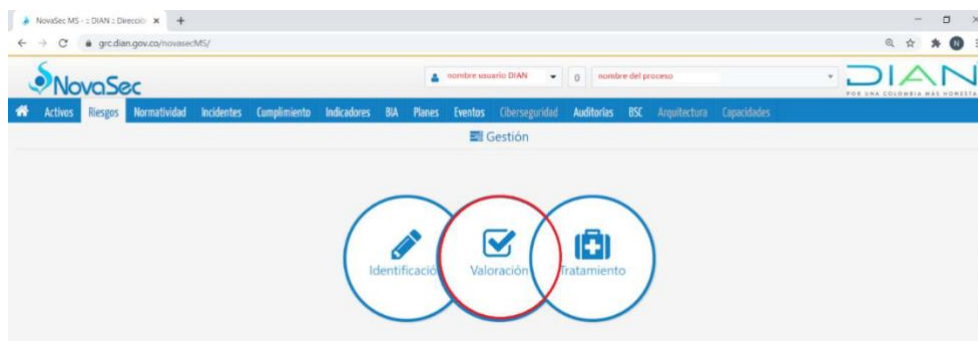 NovaSec MS - :: DIAN :: Direcció
grc.dian.gov.co/novasecMS/
N
NovaSec
nombre usuario DIAN
0
nombre del proceso
DIAN
POR UNA COLOMBIA MÁS HONESTA
Activos Riesgos Normatividad Incidentes Cumplimiento Indicadores BIA Planes Eventos Ciberseguridad Auditorías BSC Arquitectura Capacidades
Gestión
Identificació Valoración Tratamiento